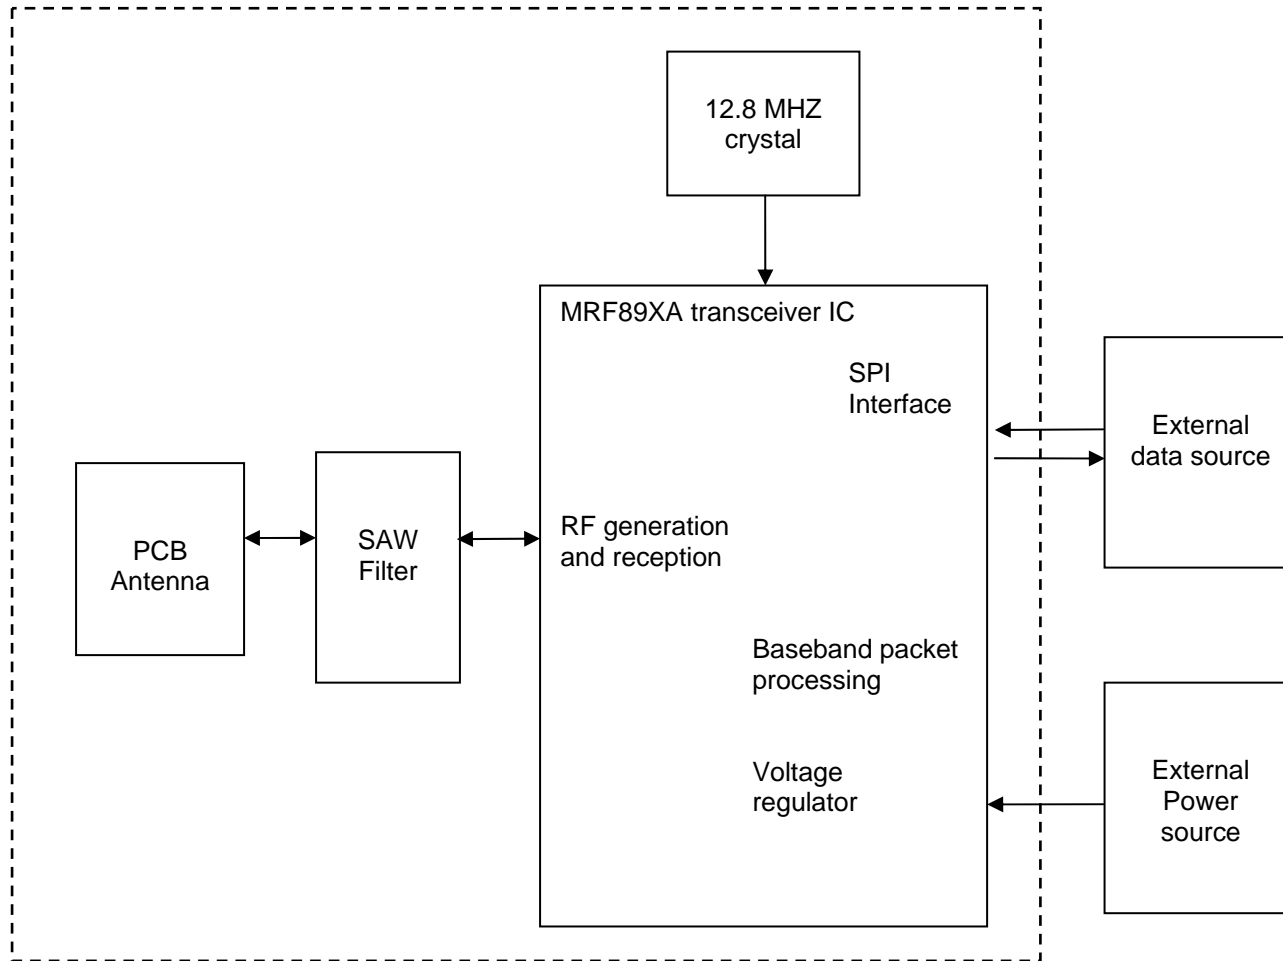 12.8 MHZ
crystal
MRF89XA transceiver IC
SPI
Interface
External
data source
PCB
Antenna
SAW
Filter
RF generation
and reception
Baseband packet
processing
Voltage
regulator
External
Power
source